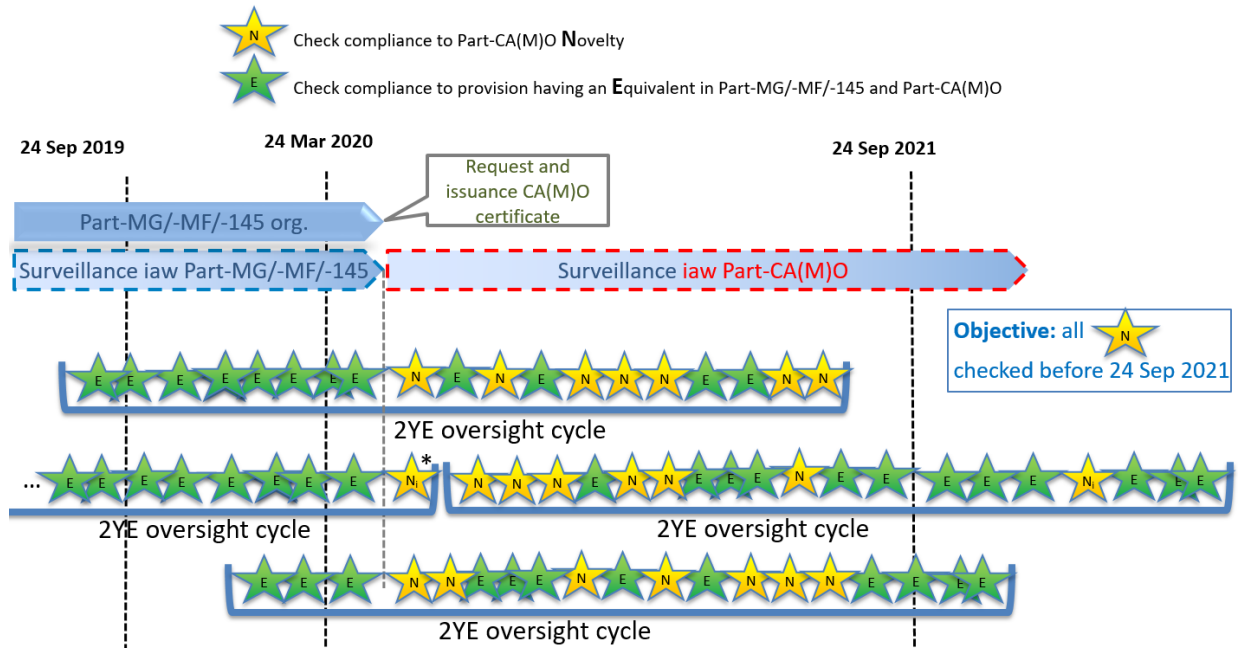 N Check compliance to Part-CA(M)O Novelty
E Check compliance to provision having an Equivalent in Part-MG/-MF/-145 and Part-CA(M)O
24 Sep 2019
24 Mar 2020
24 Sep 2021
Request and
issuance CA(M)O
certificate
Part-MG/-MF/-145 org.
Surveillance iaw Part-MG/-MF/-145
Surveillance iaw Part-CA(M)O
Objective: all N
checked before 24 Sep 2021
E E E E E E E E N E N E N N N E E N N
2YE oversight cycle
... E E E E E E E E Ni * N N N E N N E E E N E E E E E Ni E E E
2YE oversight cycle
2YE oversight cycle
E E E N N E E E N E N E N N N E E E E
2YE oversight cycle